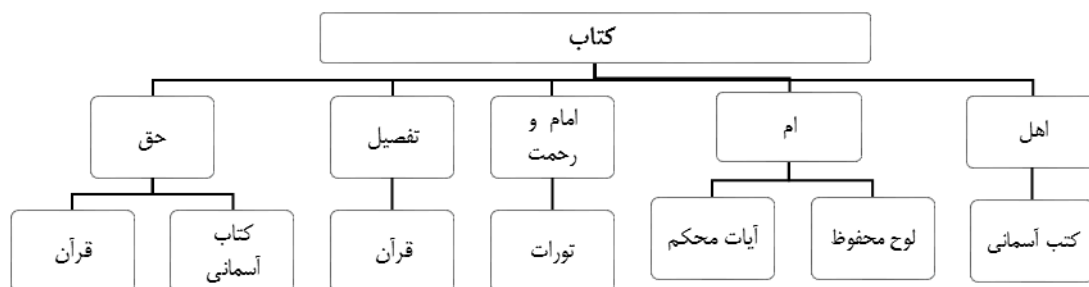 کتاب
اهل
ام
امام و
رحمت
تفصیل
حق
کتب آسمانی
لوح محفوظ
آیات محکم
تورات
قرآن
کتاب
آسمانی
قرآن